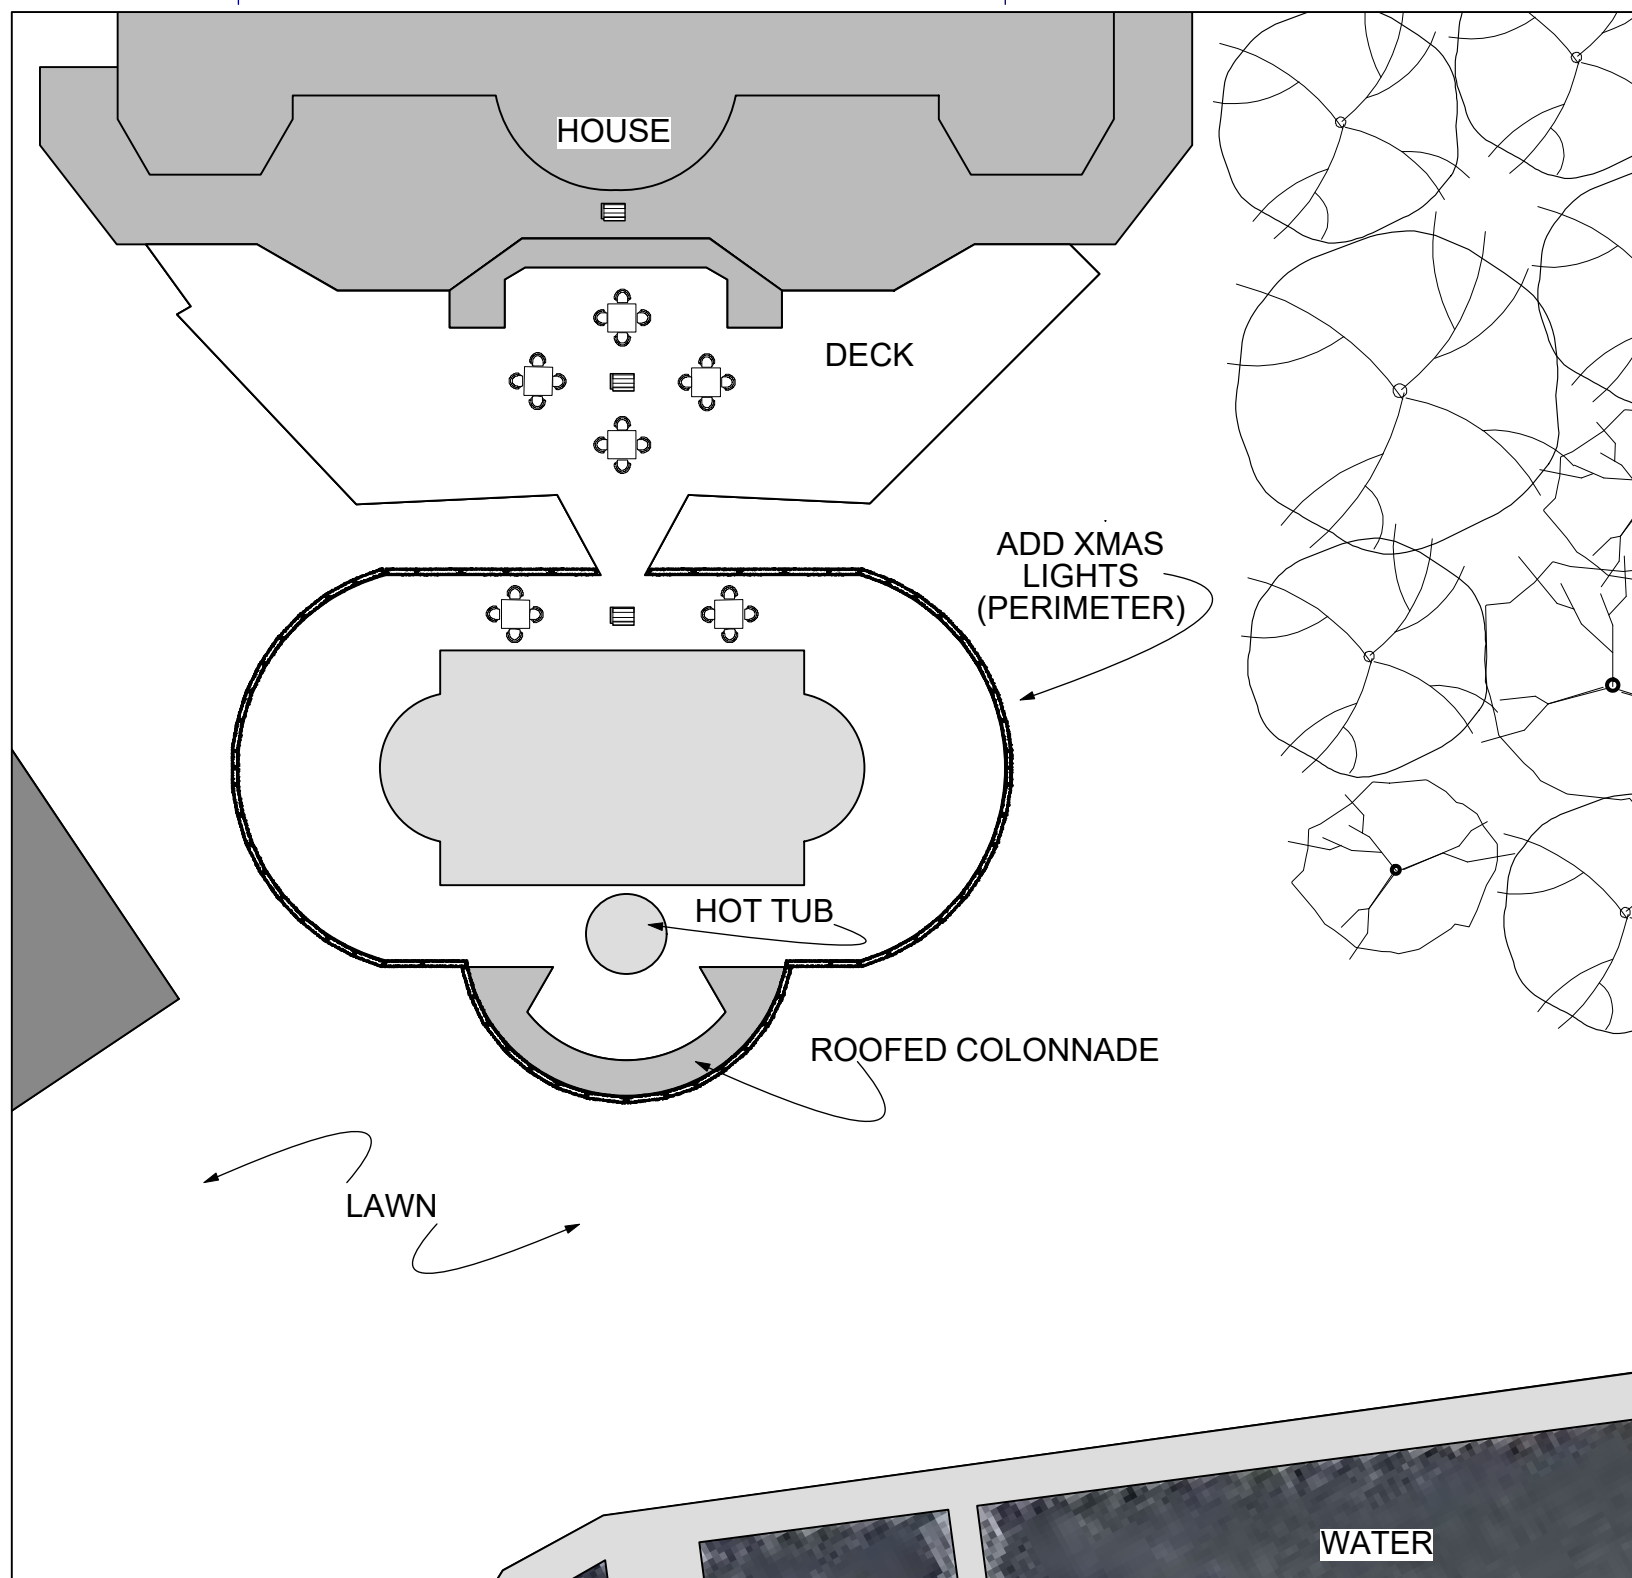 HOUSE
DECK
ADD XMAS
LIGHTS
(PERIMETER)
HOT TUB
ROOFED COLONNADE
LAWN
WATER